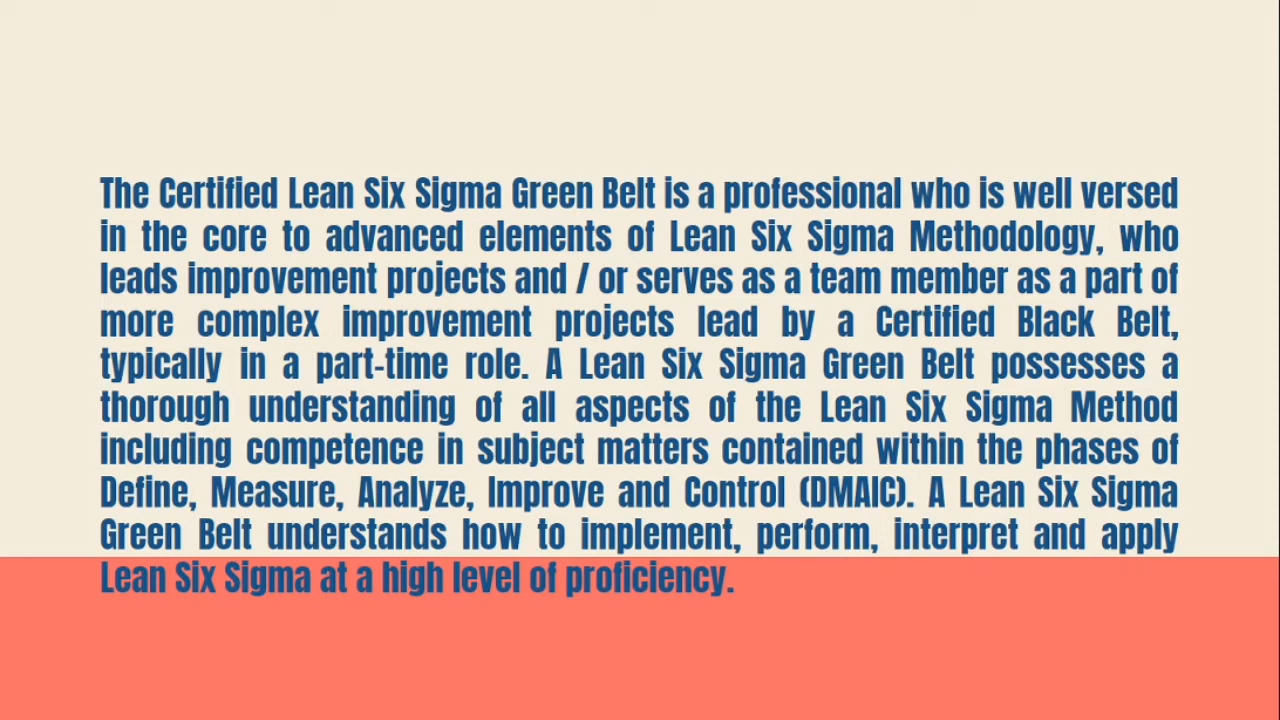 The Certified Lean Six Sigma Green Belt is a professional who is well versed
in the core to advanced elements of Lean Six Sigma Methodology, who
leads improvement projects and / or serves as a team member as a part of
more complex improvement projects lead by a Certified Black Belt,
typically in a part-time role. A Lean Six Sigma Green Belt possesses a
thorough understanding of all aspects of the Lean Six Sigma Method
including competence in subject matters contained within the phases of
Define, Measure, Analyze, Improve and Control (DMAIC). A Lean Six Sigma
Green Belt understands how to implement, perform, interpret and apply
Lean Six Sigma at a high level of proficiency.